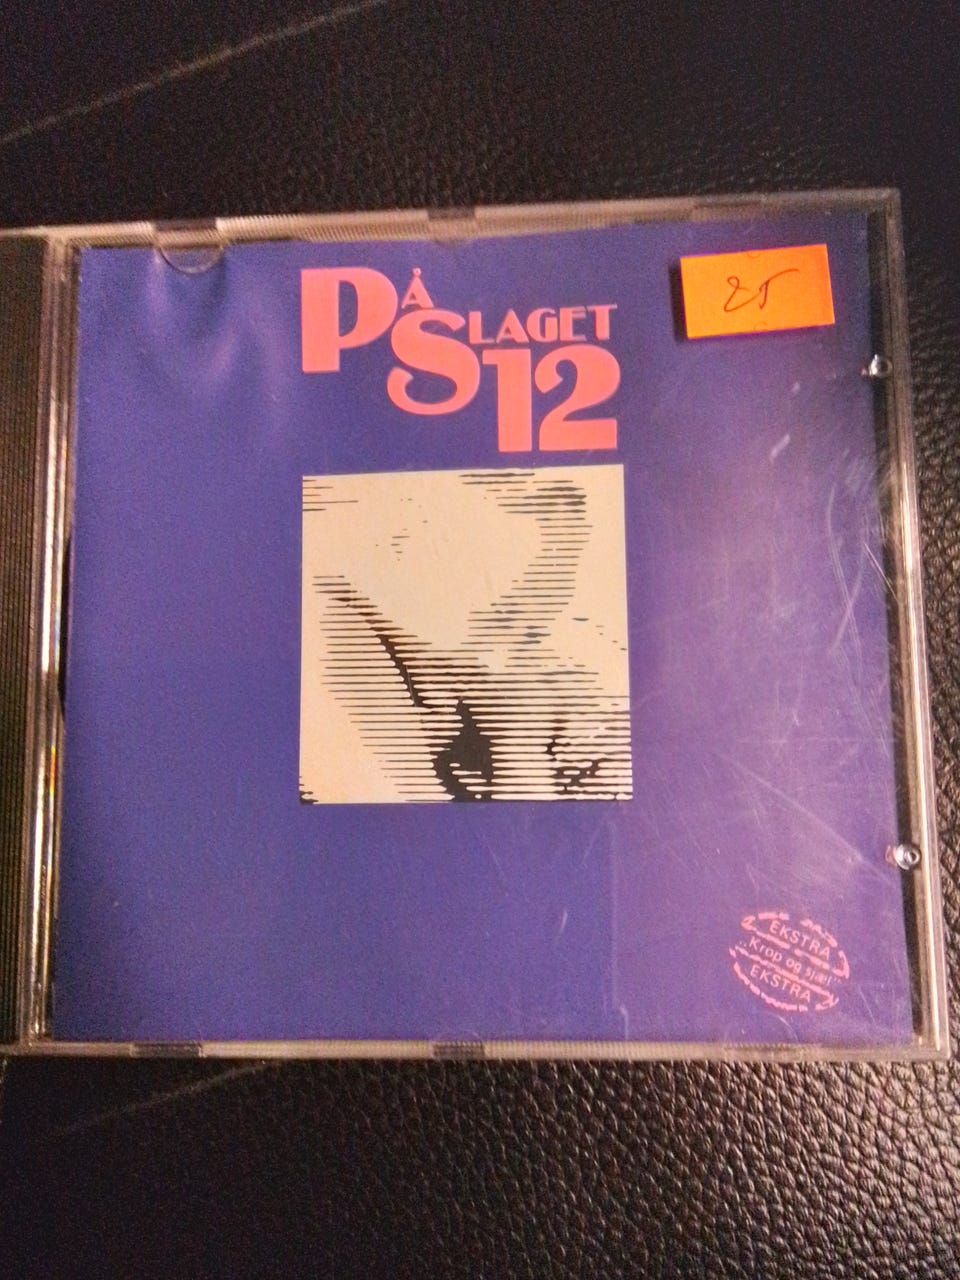 PÅ
SLAGET
12
25
EKSTRA
„Krop og sjæl"
EKSTRA